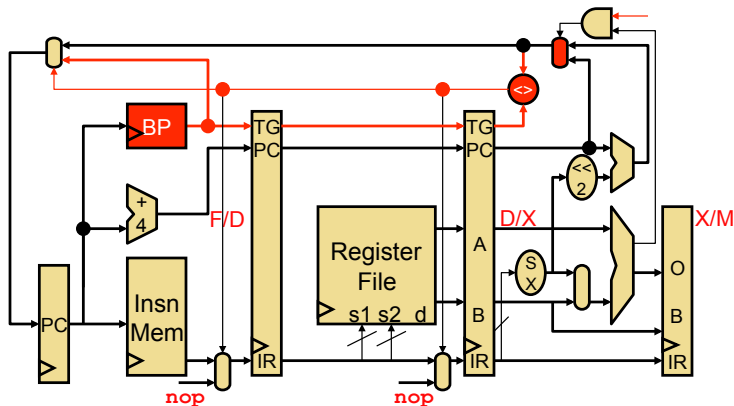 <>
BP
TG
TG
PC
PC
<<
2
+
4
F/D
D/X
X/M
Register
File
A
S
X
O
Insn
Mem
PC
s1 s2 d
B
B
IR
IR
IR
nop
nop